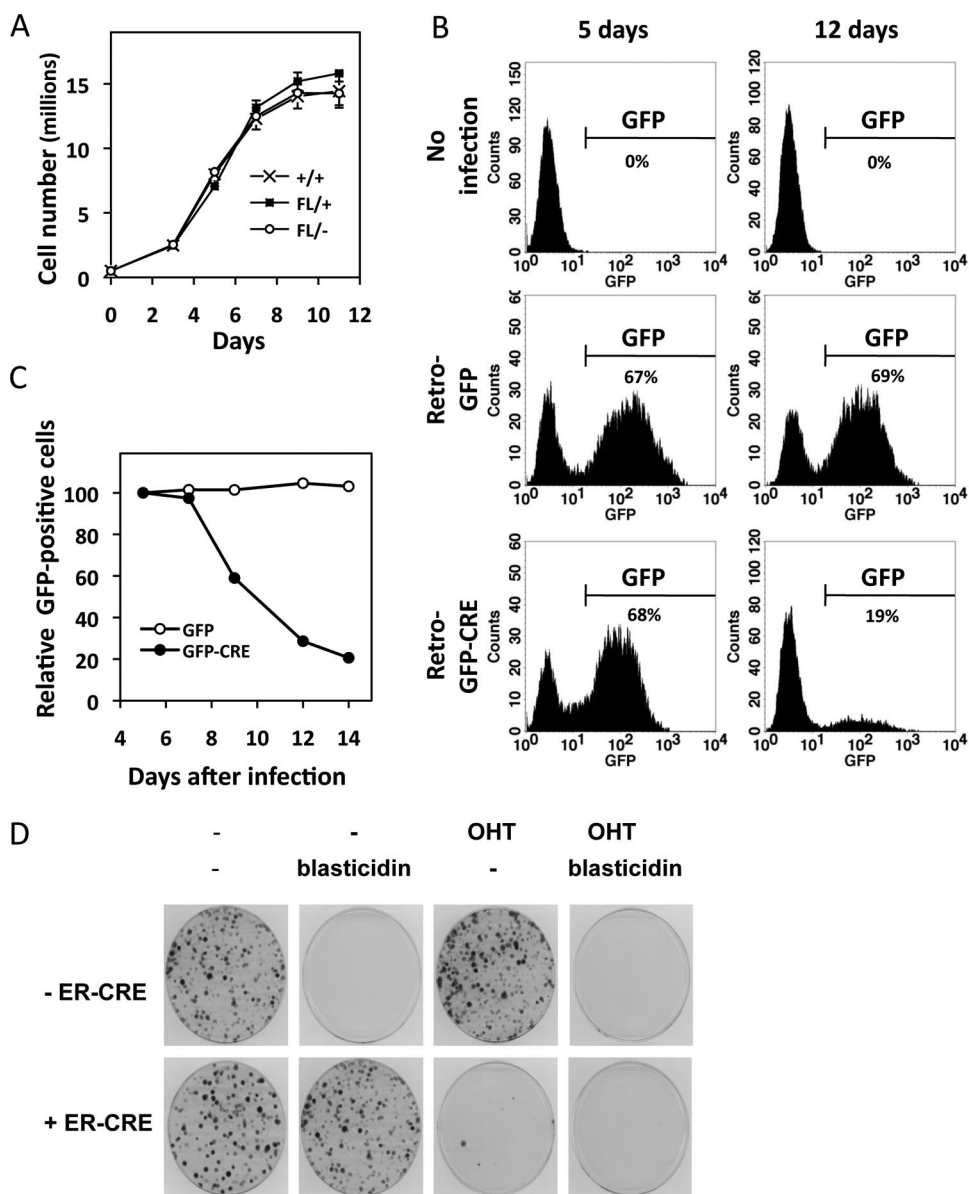 A
Cell number (millions)
15
10
5
0
+/+
FL/+
FL/-
0 2 4 6 8 10 12
Days
B
5 days
12 days
No infection
Counts
150
120
90
60
30
0
GFP
0%
10^0 10^1 10^2 10^3 10^4
GFP
Counts
120
100
80
60
40
20
0
GFP
0%
10^0 10^1 10^2 10^3 10^4
GFP
Retro-GFP
Counts
60
50
40
30
20
10
0
GFP
67%
10^0 10^1 10^2 10^3 10^4
GFP
Counts
60
50
40
30
20
10
0
GFP
69%
10^0 10^1 10^2 10^3 10^4
GFP
Retro-GFP-CRE
Counts
60
50
40
30
20
10
0
GFP
68%
10^0 10^1 10^2 10^3 10^4
GFP
Counts
120
100
80
60
40
20
0
GFP
19%
10^0 10^1 10^2 10^3 10^4
GFP
C
Relative GFP-positive cells
100
80
60
40
20
0
GFP
GFP-CRE
4 6 8 10 12 14
Days after infection
D
- - OHT OHT
- blasticidin - blasticidin
- ER-CRE
+ ER-CRE